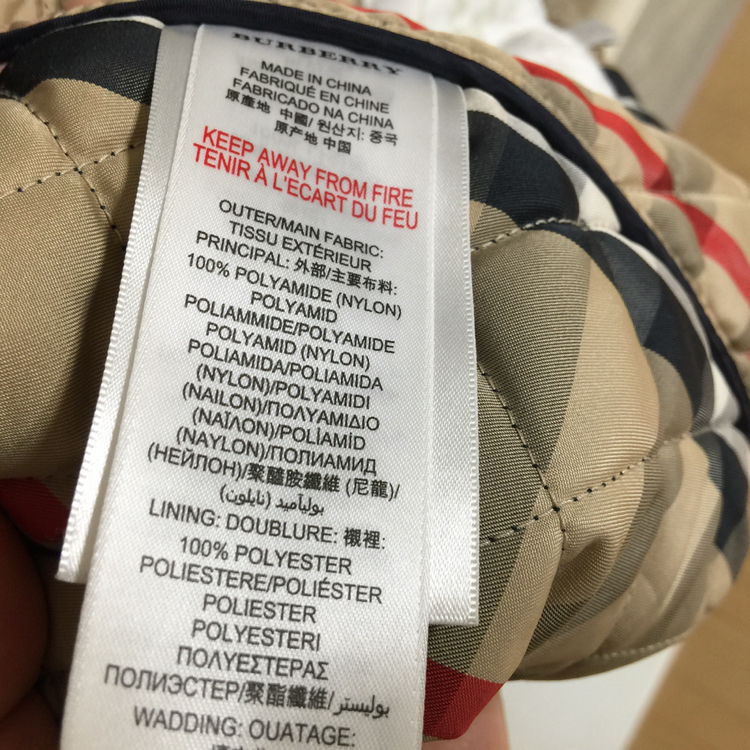 BURBERRY
MADE IN CHINA
FABRIQUÉ EN CHINE
FABRICADO NA CHINA
原產地 中國/ 원산지: 중국
原产地 中国
KEEP AWAY FROM FIRE
TENIR À L'ECART DU FEU
OUTER/MAIN FABRIC:
TISSU EXTÉRIEUR
PRINCIPAL: 外部/主要布料:
100% POLYAMIDE (NYLON)
POLYAMID
POLIAMMIDE/POLYAMIDE
POLYAMID (NYLON)
POLIAMIDA/POLIAMIDA
(NYLON)/POLYAMIDI
(NAILON)/ΠΟΛΥΑΜΙΔΙΟ
(ΝΑΪΛΟΝ)/POLİAMİD
(NAYLON)/ПОЛИАМИД
(НЕЙЛОН)/聚醯胺纖維 (尼龍)/
بوليآميد (نايلون)
LINING: DOUBLURE: 襯裡:
100% POLYESTER
POLIESTERE/POLIÉSTER
POLIESTER
POLYESTERI
ΠΟΛΥΕΣΤΕΡΑΣ
ПОЛИЭСТЕР/聚酯纖維/بوليستر
WADDING: OUATAGE: